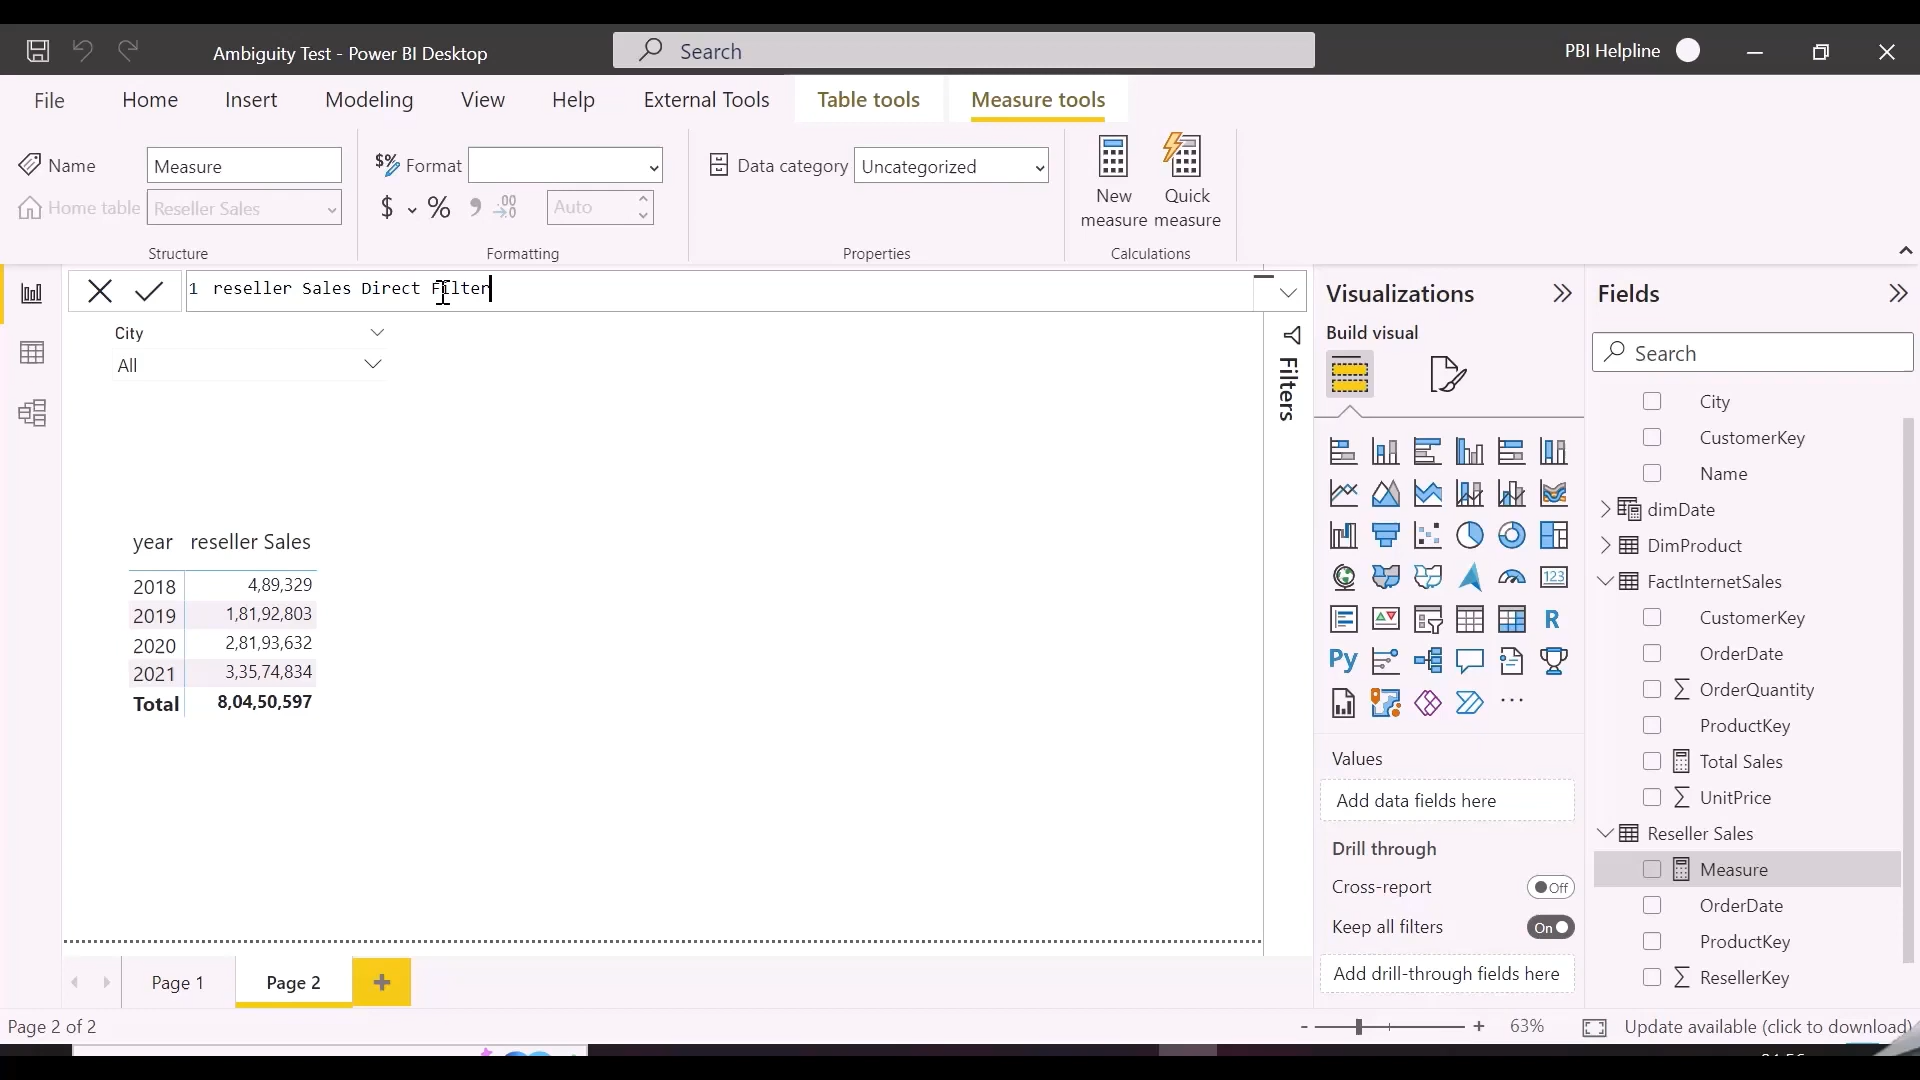 Ambiguity Test - Power BI Desktop
Search
PBI Helpline
File Home Insert Modeling View Help External Tools Table tools Measure tools
Name Measure
Home table Reseller Sales
Structure
$% Format
$ % Auto
Formatting
Data category Uncategorized
Properties
New measure
Quick measure
Calculations
1 reseller Sales Direct Filter
City
All
year reseller Sales
2018 4,89,329
2019 1,81,92,803
2020 2,81,93,632
2021 3,35,74,834
Total 8,04,50,597
Filters
Visualizations
Build visual
123
R
Py
...
Values
Add data fields here
Drill through
Cross-report Off
Keep all filters On
Add drill-through fields here
Fields
Search
City
CustomerKey
Name
dimDate
DimProduct
FactInternetSales
CustomerKey
OrderDate
OrderQuantity
ProductKey
Total Sales
UnitPrice
Reseller Sales
Measure
OrderDate
ProductKey
ResellerKey
Page 1 Page 2 +
Page 2 of 2
- + 63%
Update available (click to download)